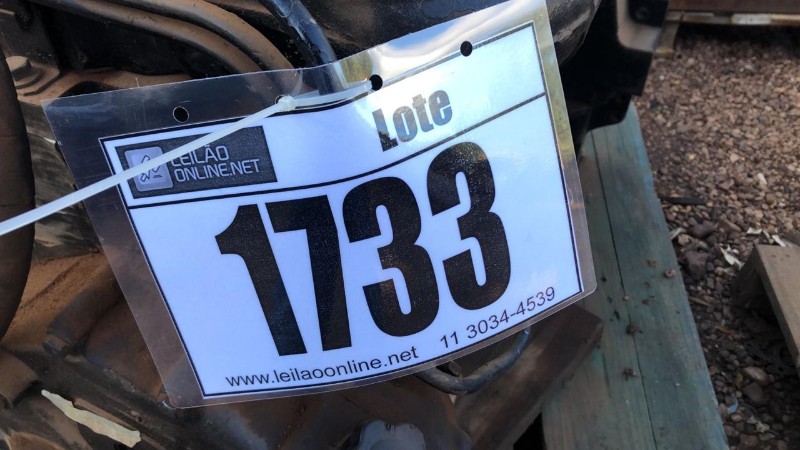 Lote
LEILÃO
ONLINE.NET
1733
www.leilaoonline.net 11 3034-4539